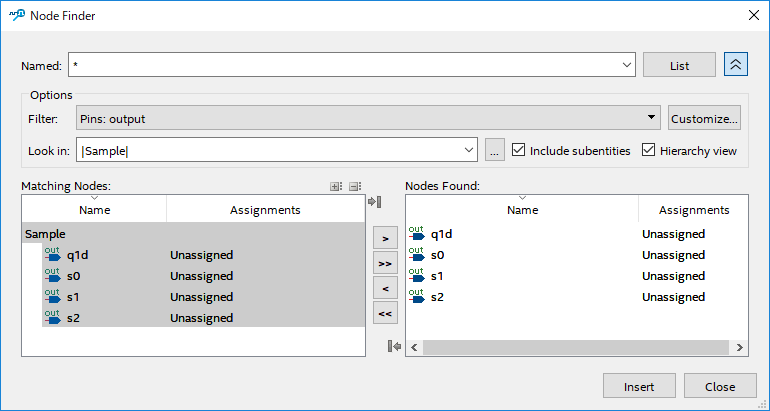 Node Finder
Named: * List
Options
Filter: Pins: output Customize...
Look in: |Sample| ... Include subentities Hierarchy view
Matching Nodes: Nodes Found:
Name Assignments Name Assignments
Sample
out q1d Unassigned out q1d Unassigned
out s0 Unassigned out s0 Unassigned
out s1 Unassigned out s1 Unassigned
out s2 Unassigned out s2 Unassigned
>
>>
<
<<
Insert Close